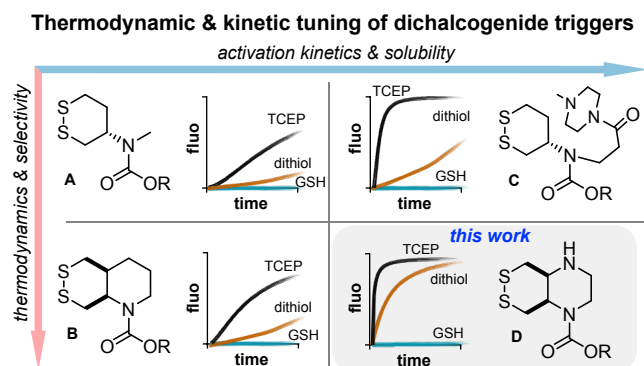 Thermodynamic & kinetic tuning of dichalcogenide triggers
activation kinetics & solubility
thermodynamics & selectivity
S
S
N
O
OR
A
fluo
TCEP
dithiol
GSH
time
fluo
TCEP
dithiol
GSH
time
S
S
N
N
O
N
O
OR
C
S
S
N
O
OR
B
fluo
TCEP
dithiol
GSH
time
this work
fluo
TCEP
dithiol
GSH
time
H
N
S
S
N
O
OR
D